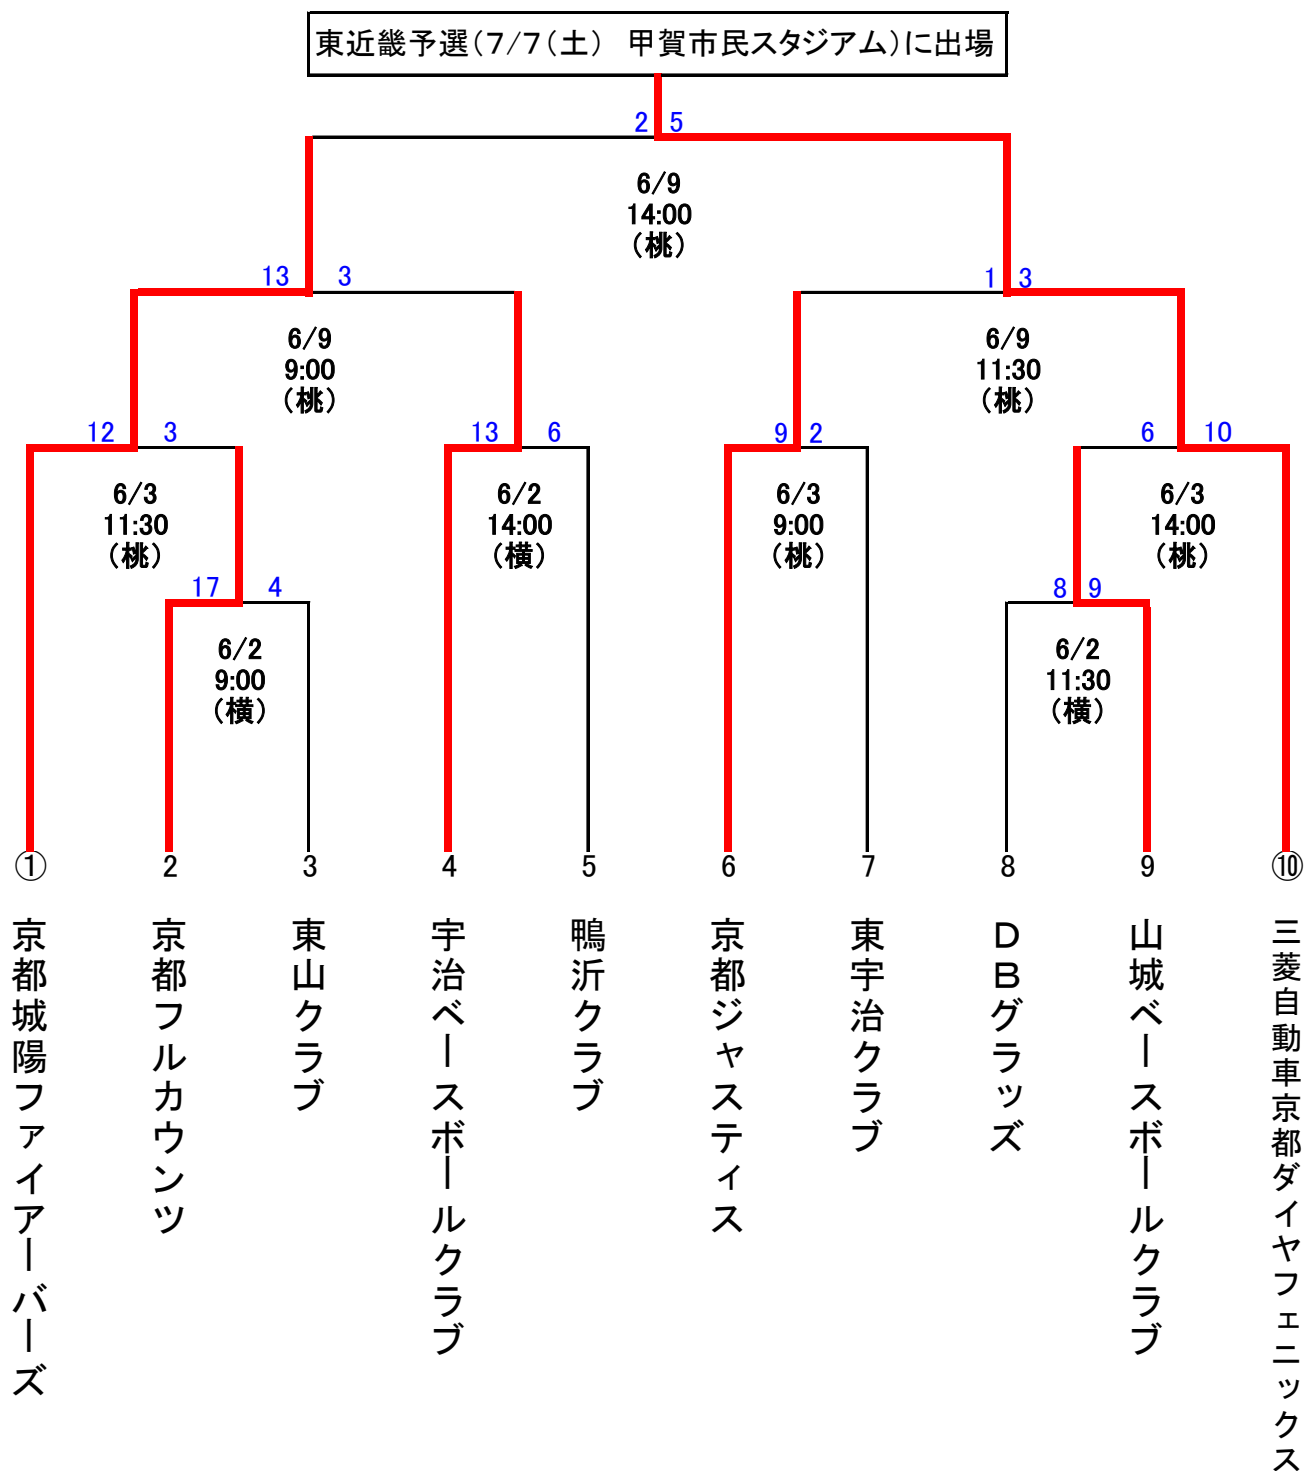 東近畿予選(7/7(土) 甲賀市民スタジアム)に出場
2 5
6/9
14:00
(桃)
13 3
1 3
6/9
9:00
(桃)
6/9
11:30
(桃)
12 3
13 6
9 2
6 10
6/3
11:30
(桃)
6/2
14:00
(横)
6/3
9:00
(桃)
6/3
14:00
(桃)
17 4
8 9
6/2
9:00
(横)
6/2
11:30
(横)
① 2 3 4 5 6 7 8 9 ⑩
京都城陽ファイアーバーズ
京都フルカウンツ
東山クラブ
宇治ベースボールクラブ
鴨沂クラブ
京都ジャスティス
東宇治クラブ
DBグラッズ
山城ベースボールクラブ
三菱自動車京都ダイヤフェニックス